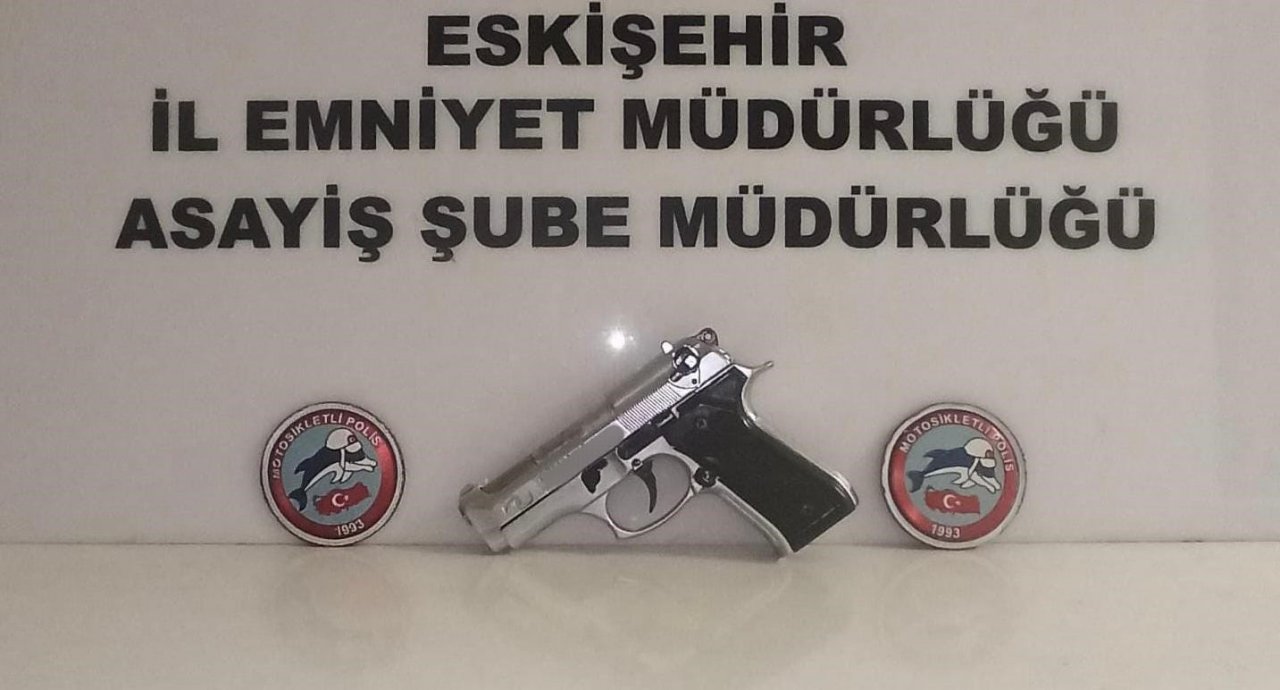 ESKİŞEHİR
İL EMNİYET MÜDÜRLÜĞÜ
ASAYİŞ ŞUBE MÜDÜRLÜĞÜ
MOTOSİKLETLİ POLİS
1993
MOTOSİKLETLİ POLİS
1993